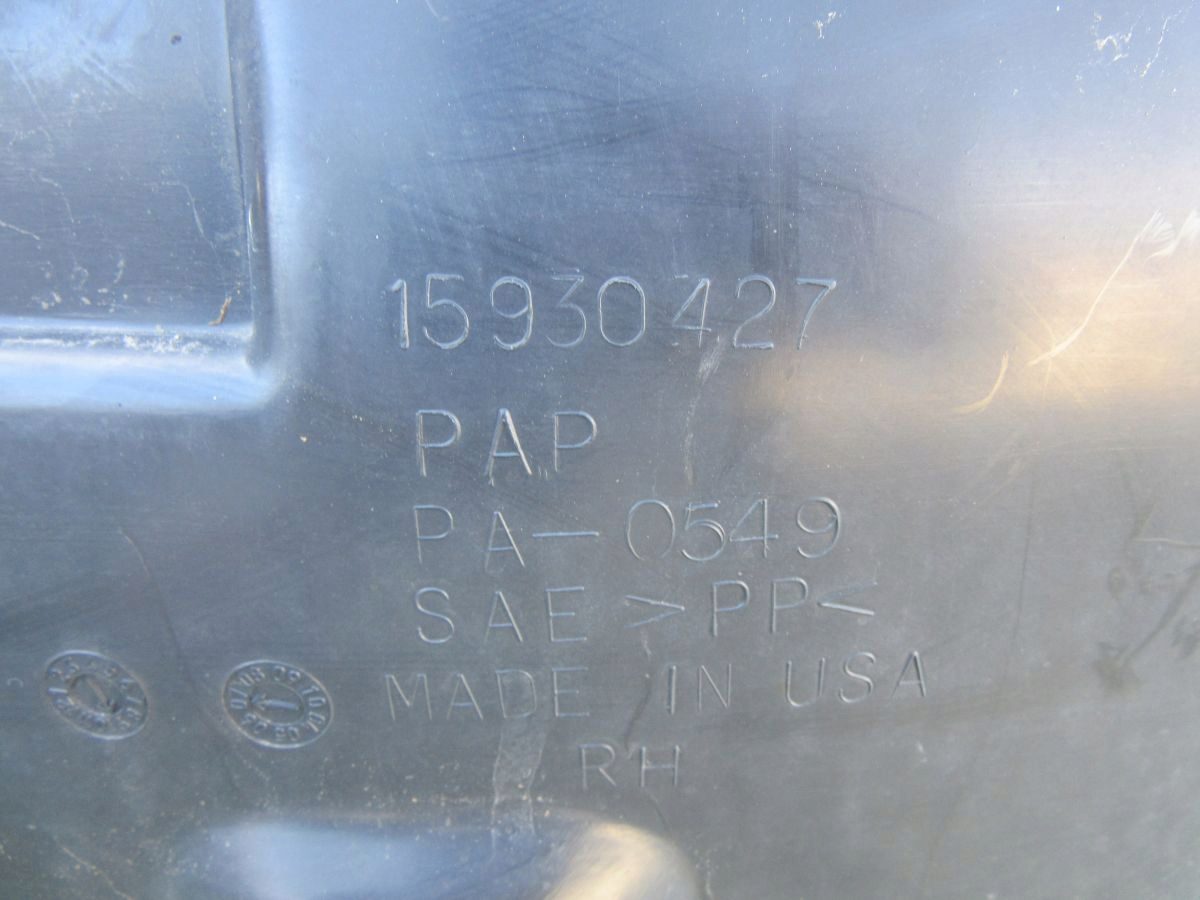 15930427
PAP
PA-0549
SAE >PP<
MADE IN USA
RH